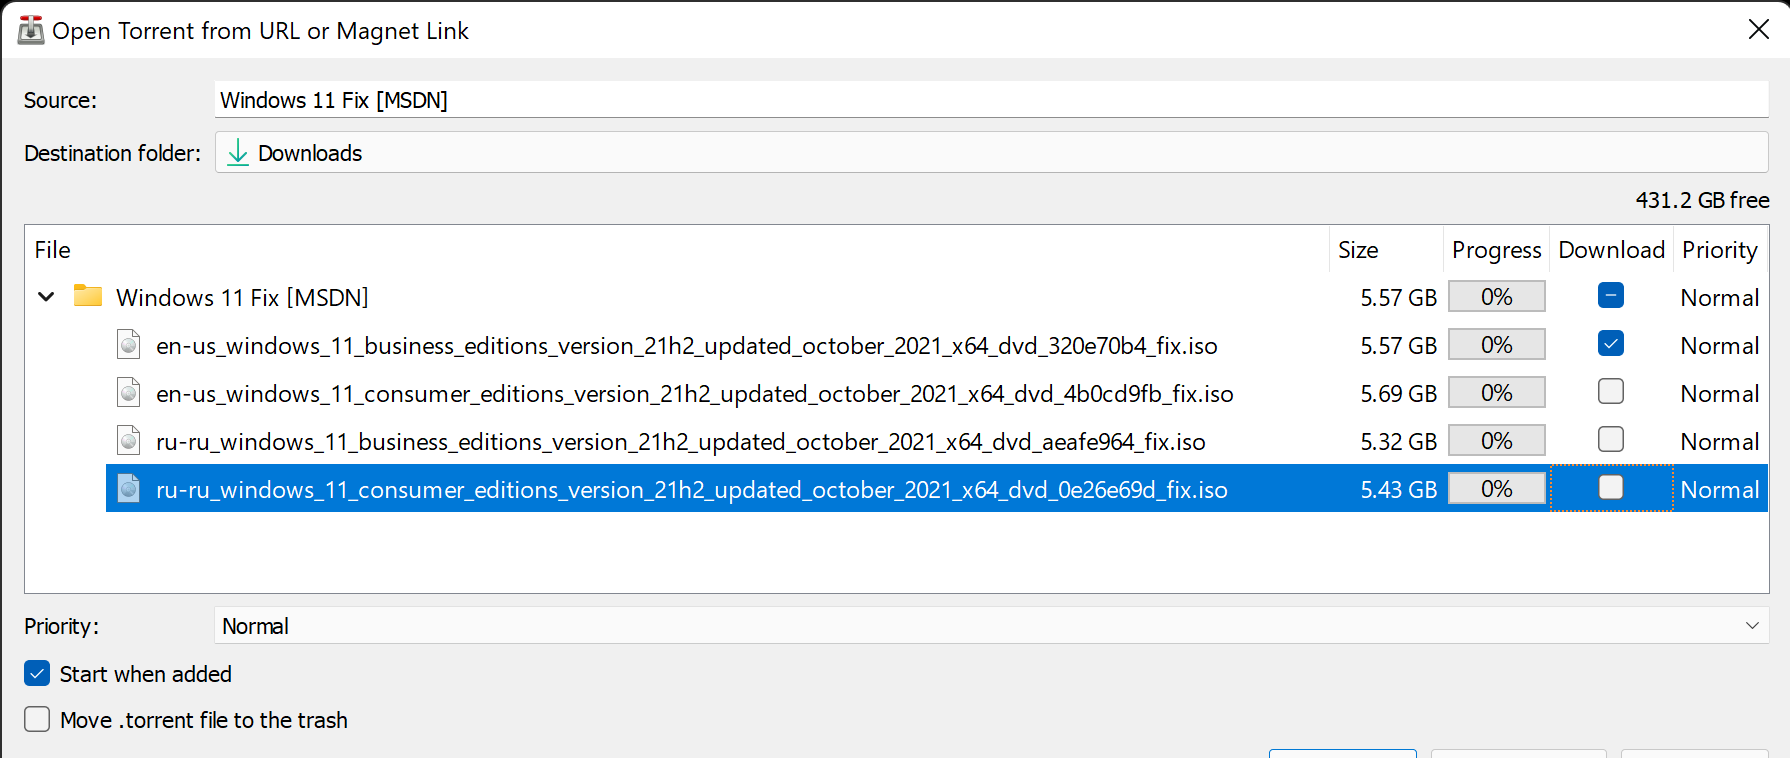 Open Torrent from URL or Magnet Link
Source: Windows 11 Fix [MSDN]
Destination folder: Downloads
431.2 GB free
File Size Progress Download Priority
Windows 11 Fix [MSDN] 5.57 GB 0% Normal
en-us_windows_11_business_editions_version_21h2_updated_october_2021_x64_dvd_320e70b4_fix.iso 5.57 GB 0% Normal
en-us_windows_11_consumer_editions_version_21h2_updated_october_2021_x64_dvd_4b0cd9fb_fix.iso 5.69 GB 0% Normal
ru-ru_windows_11_business_editions_version_21h2_updated_october_2021_x64_dvd_aeafe964_fix.iso 5.32 GB 0% Normal
ru-ru_windows_11_consumer_editions_version_21h2_updated_october_2021_x64_dvd_0e26e69d_fix.iso 5.43 GB 0% Normal
Priority: Normal
Start when added
Move .torrent file to the trash